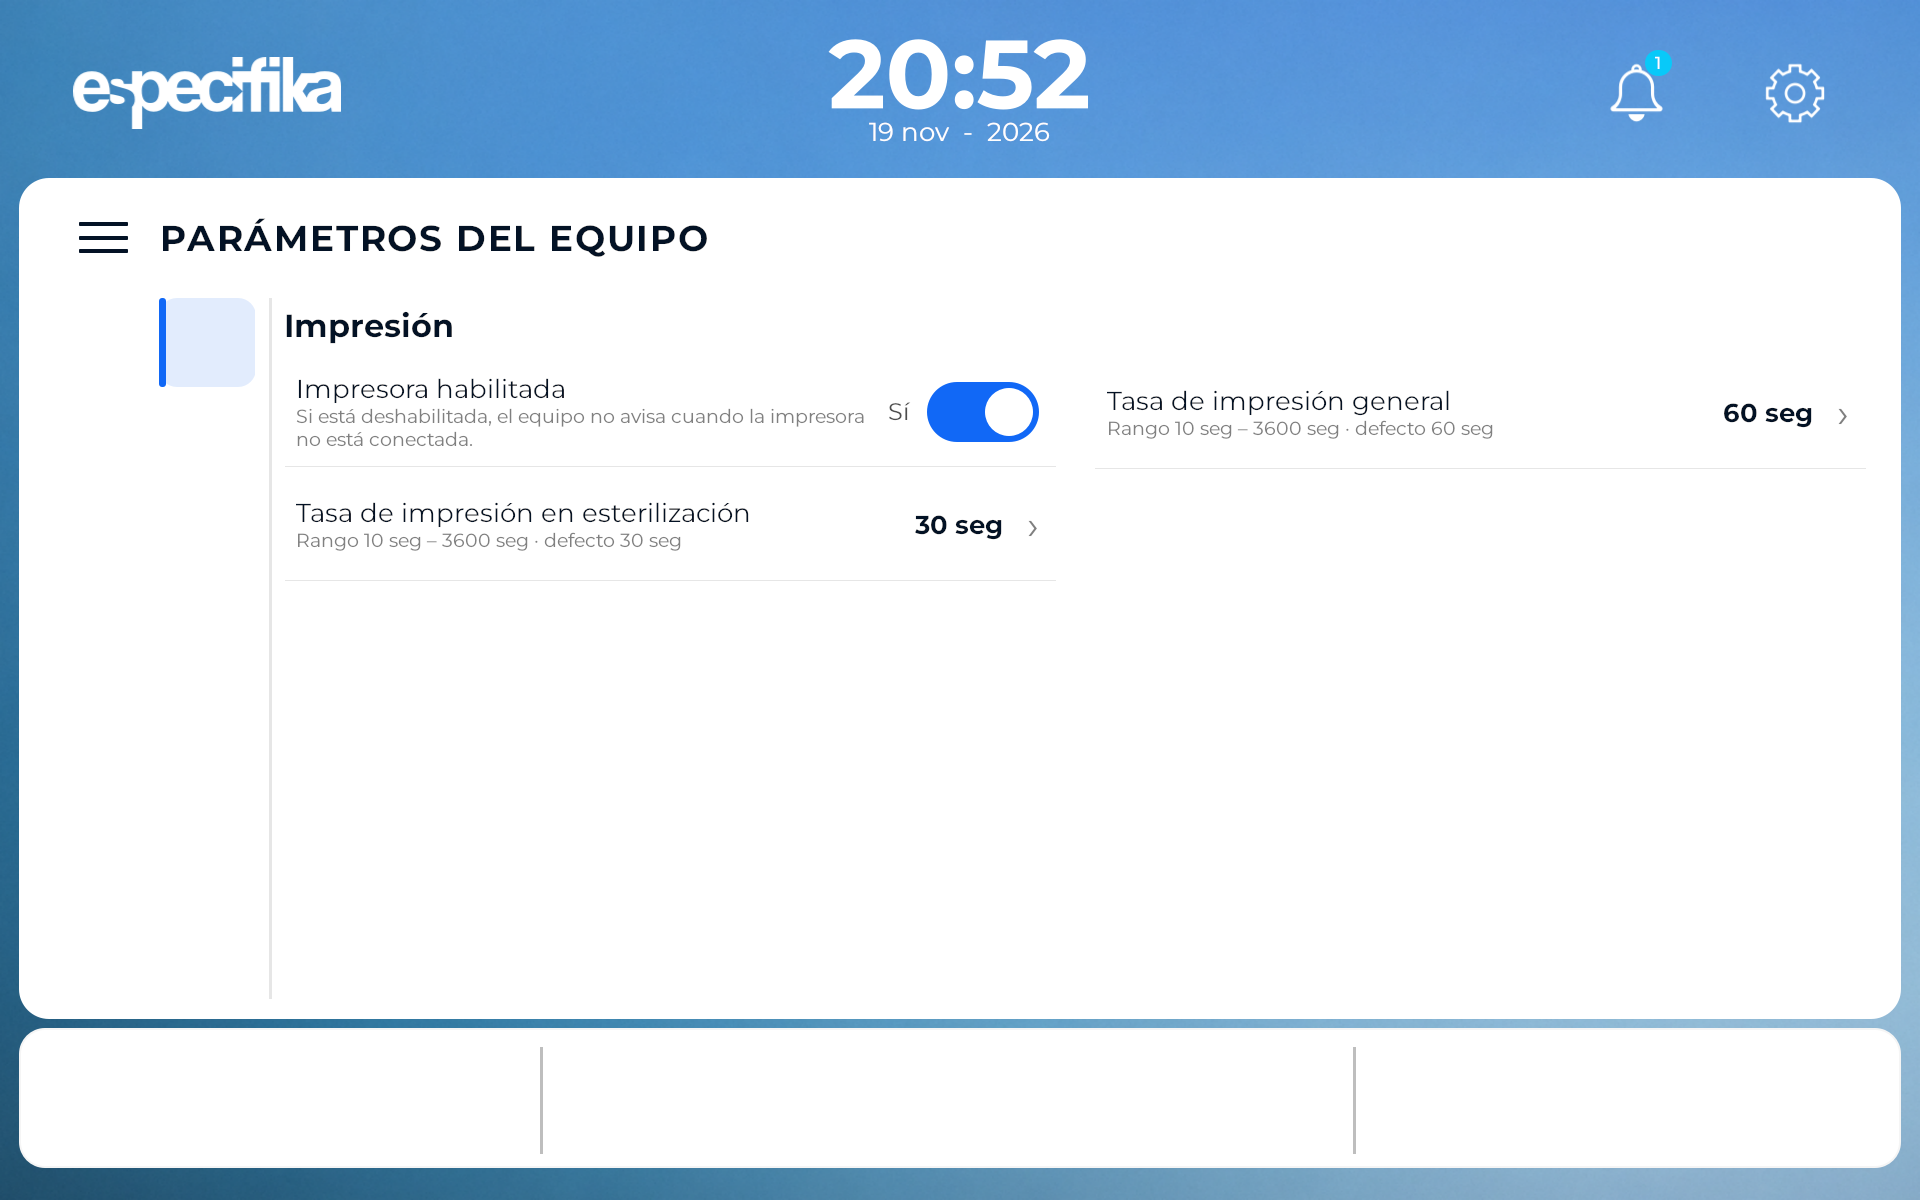 especifika
20:52
19 nov - 2026
1
PARÁMETROS DEL EQUIPO
Impresión
Impresora habilitada
Si está deshabilitada, el equipo no avisa cuando la impresora
no está conectada.
Sí
Tasa de impresión general
Rango 10 seg – 3600 seg · defecto 60 seg
60 seg ›
Tasa de impresión en esterilización
Rango 10 seg – 3600 seg · defecto 30 seg
30 seg ›